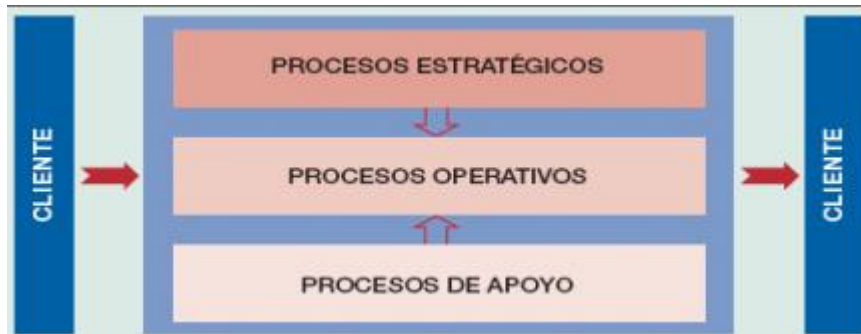 CLIENTE
PROCESOS ESTRATÉGICOS
PROCESOS OPERATIVOS
PROCESOS DE APOYO
CLIENTE